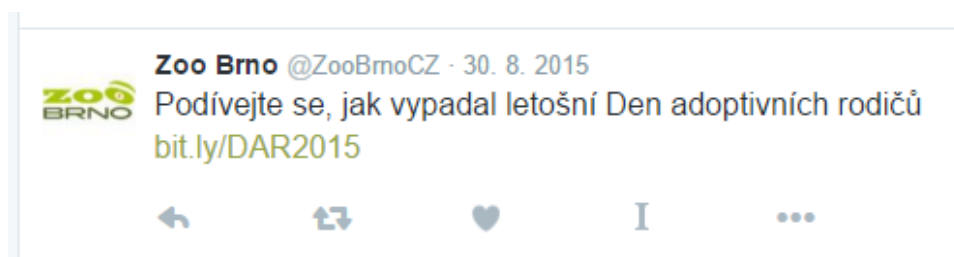 Zoo Brno @ZooBrnoCZ · 30. 8. 2015
ZOO
BRNO
Podívejte se, jak vypadal letošní Den adoptivních rodičů
bit.ly/DAR2015